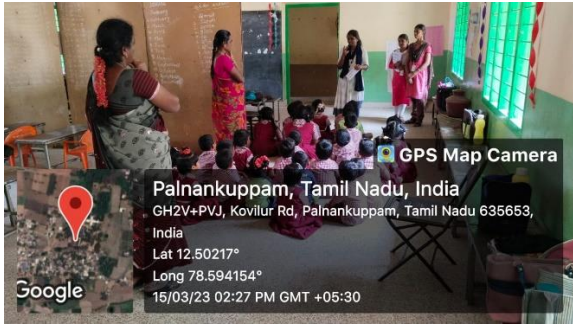 GPS Map Camera
Palnankuppam, Tamil Nadu, India
GH2V+PVJ, Kovilur Rd, Palnankuppam, Tamil Nadu 635653,
India
Lat 12.50217°
Long 78.594154°
15/03/23 02:27 PM GMT +05:30
Google